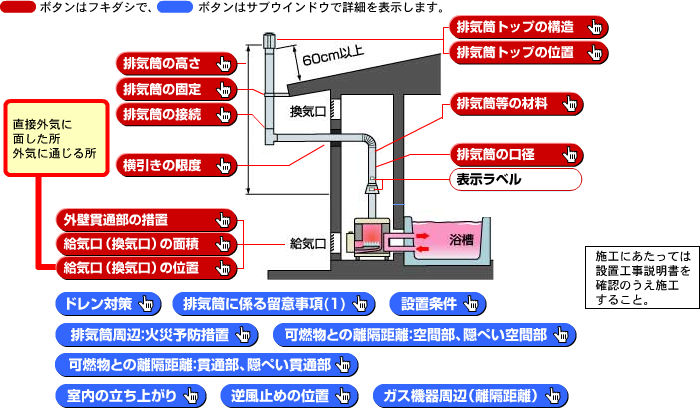 ボタンはフキダシで、 ボタンはサブウインドウで詳細を表示します。
排気筒トップの構造
排気筒トップの位置
60cm以上
排気筒の高さ
排気筒の固定
排気筒の接続
換気口
排気筒等の材料
直接外気に
面した所
外気に通じる所
横引きの限度
排気筒の口径
表示ラベル
外壁貫通部の措置
給気口（換気口）の面積
給気口（換気口）の位置
給気口
浴槽
施工にあたっては
設置工事説明書を
確認のうえ施工
すること。
ドレン対策
排気筒に係る留意事項(1)
設置条件
排気筒周辺:火災予防措置
可燃物との離隔距離:空間部、隠ぺい空間部
可燃物との離隔距離:貫通部、隠ぺい貫通部
室内の立ち上がり
逆風止めの位置
ガス機器周辺（離隔距離）